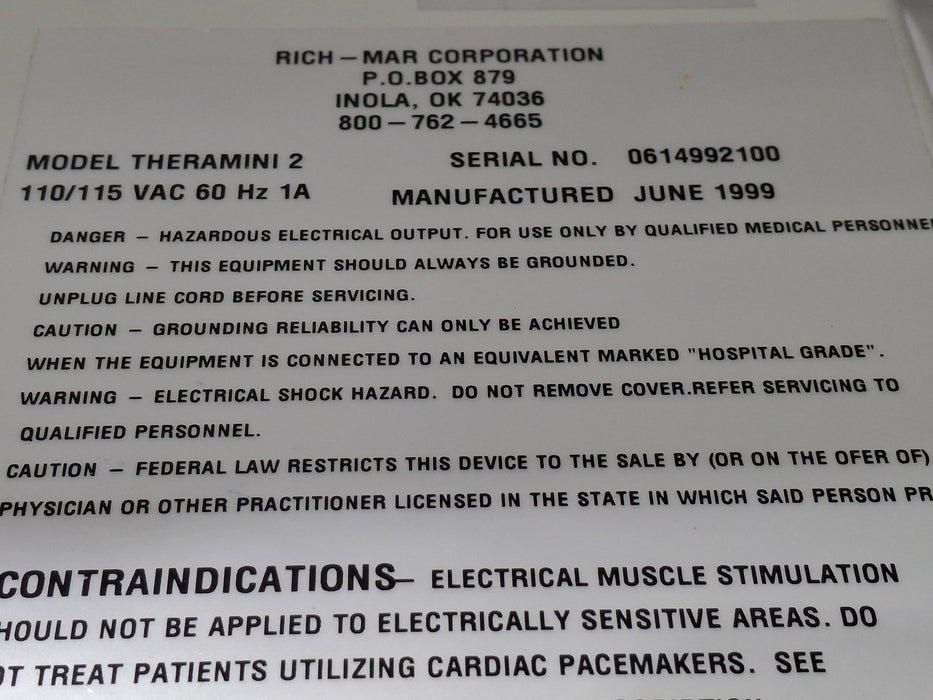 RICH – MAR CORPORATION
P.O.BOX 879
INOLA, OK 74036
800 – 762 – 4665
MODEL THERAMINI 2 SERIAL NO. 0614992100
110/115 VAC 60 Hz 1A MANUFACTURED JUNE 1999
DANGER – HAZARDOUS ELECTRICAL OUTPUT. FOR USE ONLY BY QUALIFIED MEDICAL PERSONNE
WARNING – THIS EQUIPMENT SHOULD ALWAYS BE GROUNDED.
UNPLUG LINE CORD BEFORE SERVICING.
CAUTION – GROUNDING RELIABILITY CAN ONLY BE ACHIEVED
WHEN THE EQUIPMENT IS CONNECTED TO AN EQUIVALENT MARKED "HOSPITAL GRADE".
WARNING – ELECTRICAL SHOCK HAZARD. DO NOT REMOVE COVER.REFER SERVICING TO
QUALIFIED PERSONNEL.
CAUTION – FEDERAL LAW RESTRICTS THIS DEVICE TO THE SALE BY (OR ON THE OFER OF)
PHYSICIAN OR OTHER PRACTITIONER LICENSED IN THE STATE IN WHICH SAID PERSON PR
CONTRAINDICATIONS– ELECTRICAL MUSCLE STIMULATION
HOULD NOT BE APPLIED TO ELECTRICALLY SENSITIVE AREAS. DO
OT TREAT PATIENTS UTILIZING CARDIAC PACEMAKERS. SEE